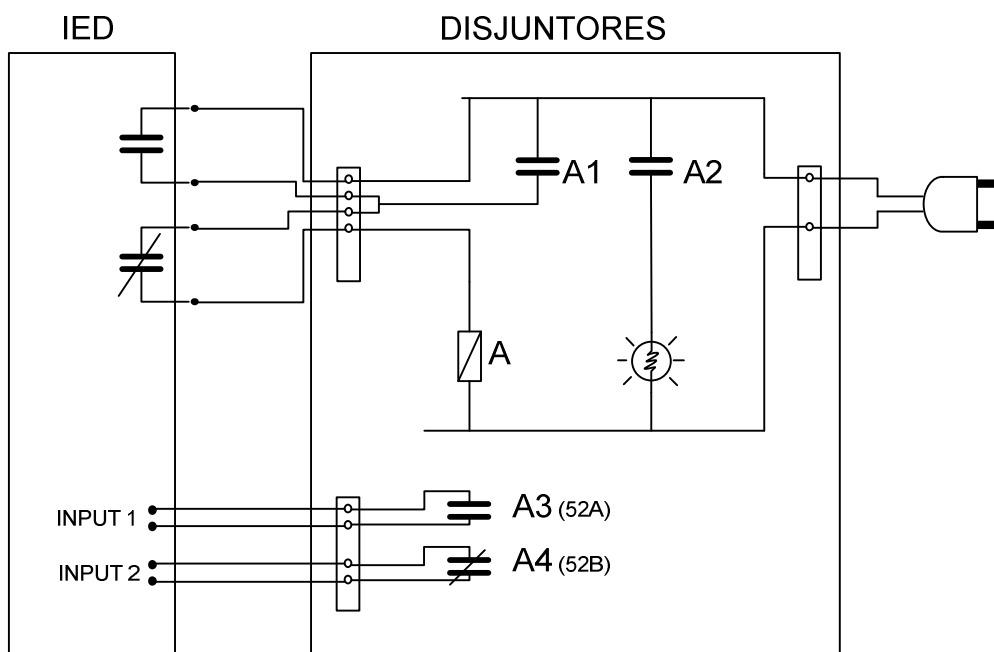 IED
DISJUNTORES
A1
A2
A
INPUT 1
A3 (52A)
INPUT 2
A4 (52B)